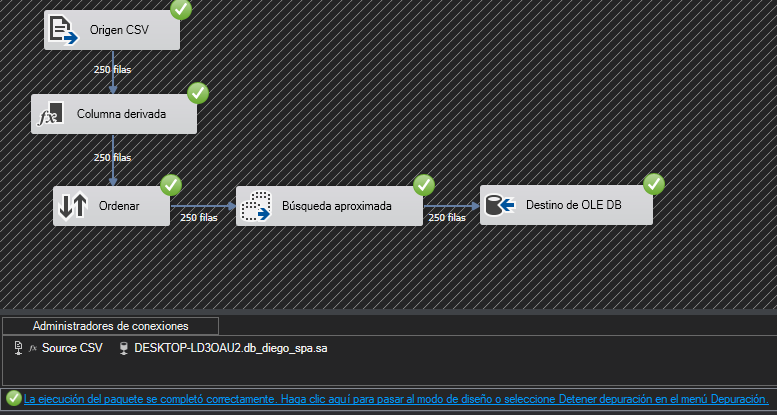 Origen CSV
250 filas
fx Columna derivada
250 filas
Ordenar
250 filas
Búsqueda aproximada
250 filas
Destino de OLE DB
Administradores de conexiones
fx Source CSV DESKTOP-LD3OAU2.db_diego_spa.sa
La ejecución del paquete se completó correctamente. Haga clic aquí para pasar al modo de diseño o seleccione Detener depuración en el menú Depuración.